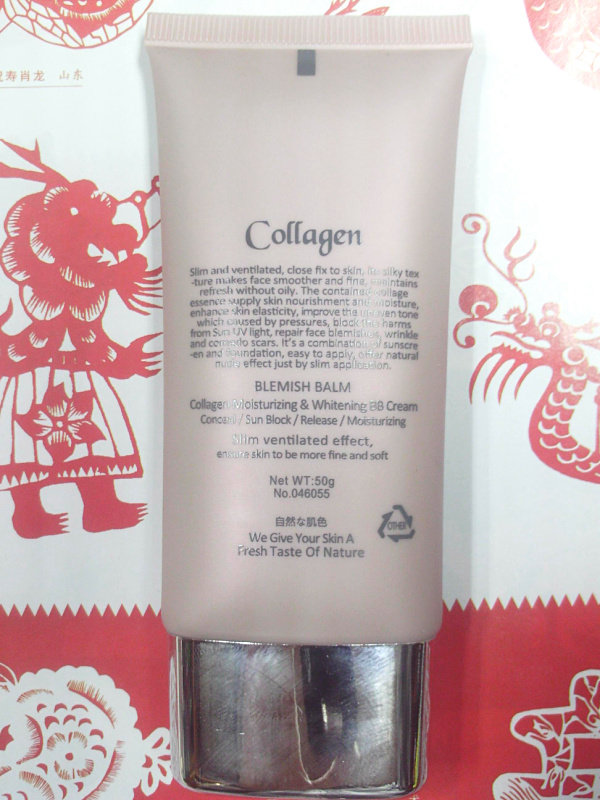 寿肖龙 山东
Collagen
Slim and ventilated, close fix to skin, silky tex
-ture makes face smoother and fine, maintains
refresh without oily. The contained collage
essence supply skin nourishment and moisture,
enhance skin elasticity, improve the uneven tone
which caused by pressures, block the harms
from Sun UV light, repair face blemishes, wrinkle
and comedo scars. It's a combination of sunscre
-en and foundation, easy to apply, offer natural
nude effect just by slim application.
BLEMISH BALM
Collagen Moisturizing & Whitening BB Cream
Conceal / Sun Block / Release / Moisturizing
Slim ventilated effect,
ensure skin to be more fine and soft
Net WT:50g
No.046055
自然な肌色
OTHER
We Give Your Skin A
Fresh Taste Of Nature